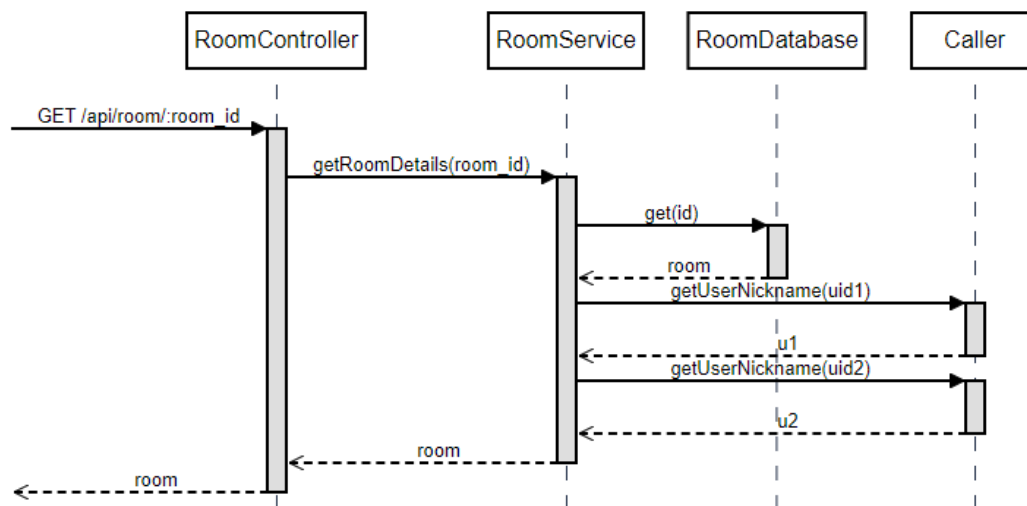 RoomController
RoomService
RoomDatabase
Caller
GET /api/room/:room_id
getRoomDetails(room_id)
get(id)
room
getUserNickname(uid1)
u1
getUserNickname(uid2)
u2
room
room